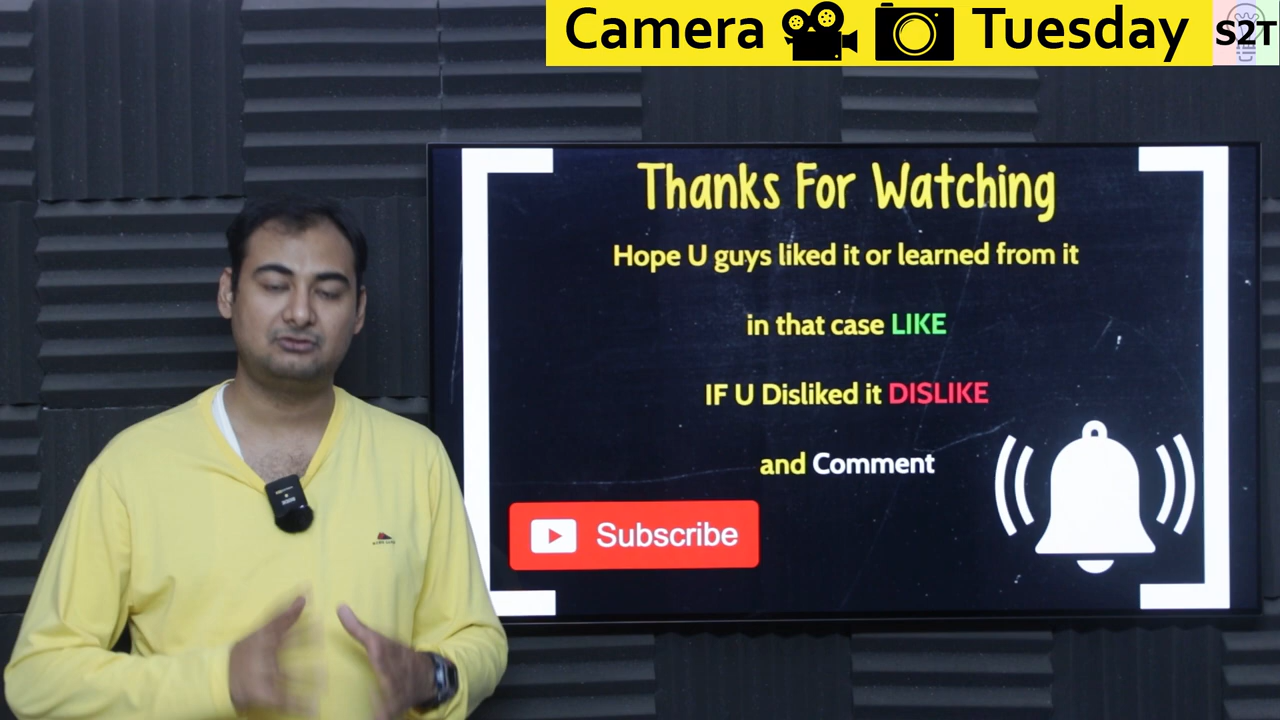 Camera Tuesday
S2T
Thanks For Watching
Hope U guys liked it or learned from it
in that case LIKE
IF U Disliked it DISLIKE
and Comment
Subscribe